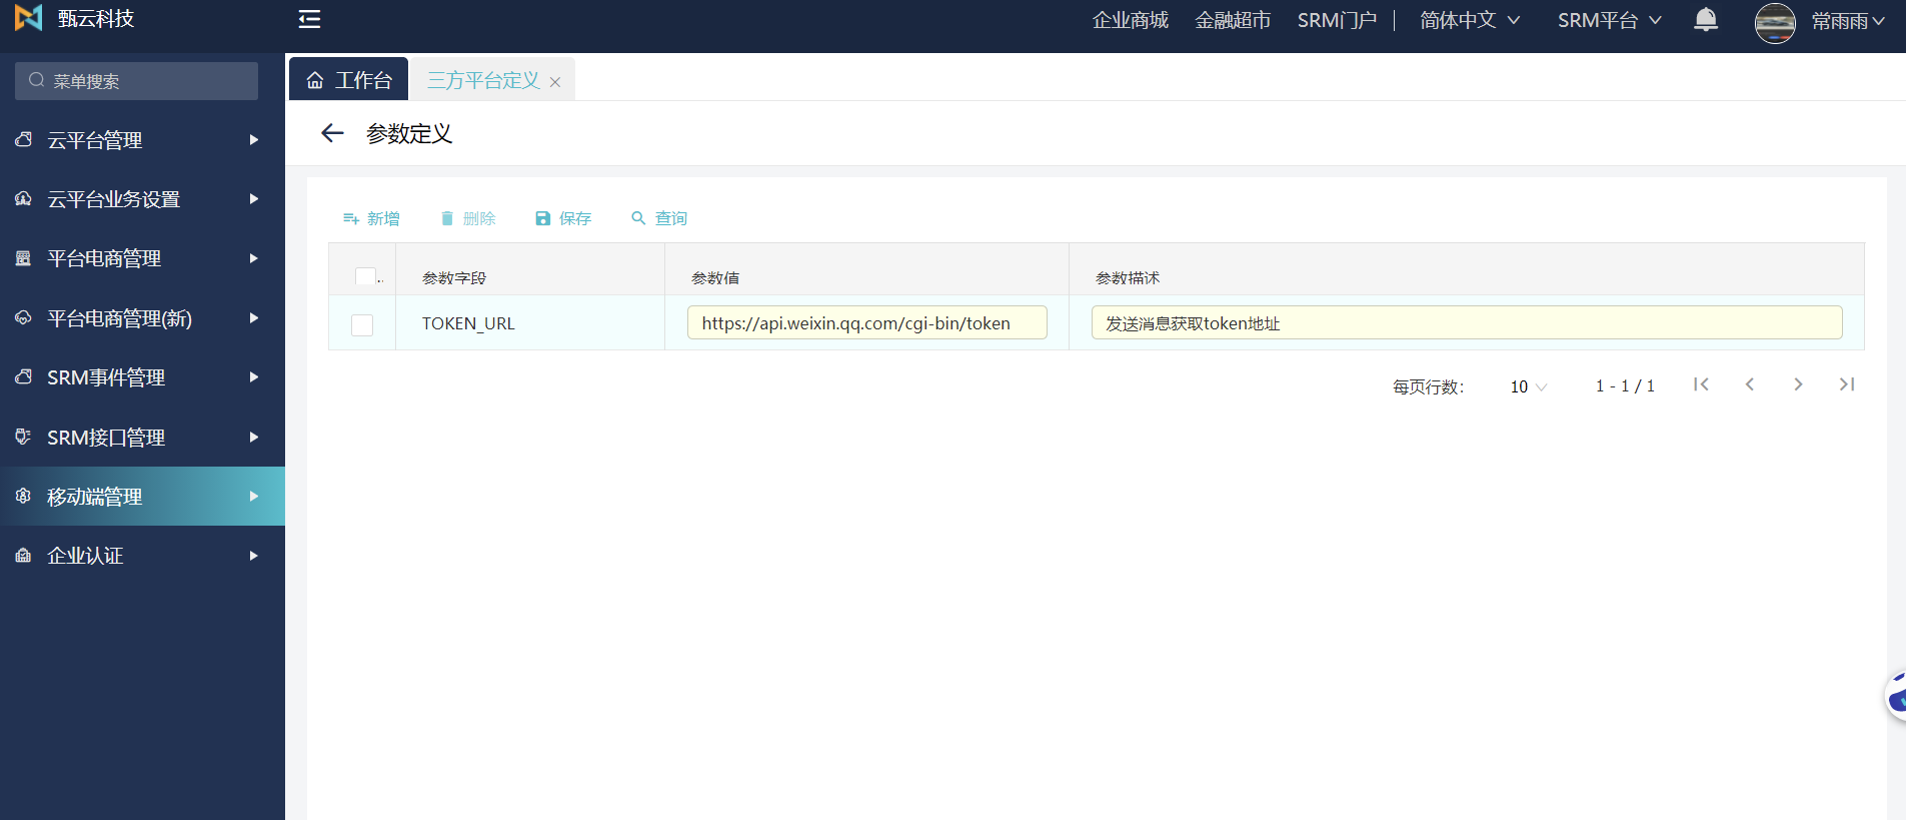 甄云科技
企业商城 金融超市 SRM门户 简体中文 SRM平台 常雨雨
菜单搜索
云平台管理
云平台业务设置
平台电商管理
平台电商管理(新)
SRM事件管理
SRM接口管理
移动端管理
企业认证
工作台 三方平台定义
参数定义
新增 删除 保存 查询
参数字段 参数值 参数描述
TOKEN_URL https://api.weixin.qq.com/cgi-bin/token 发送消息获取token地址
每页行数: 10 1 - 1 / 1